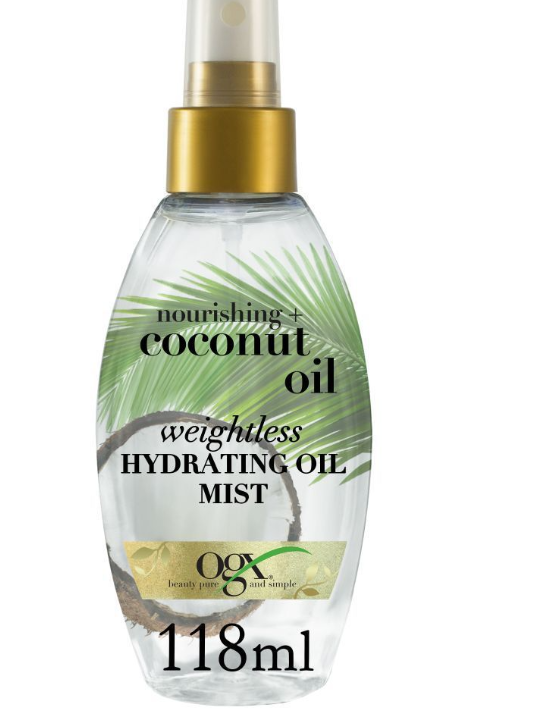 nourishing +
coconut
oil
weightless
HYDRATING OIL
MIST
ogx®
beauty pure and simple
118ml